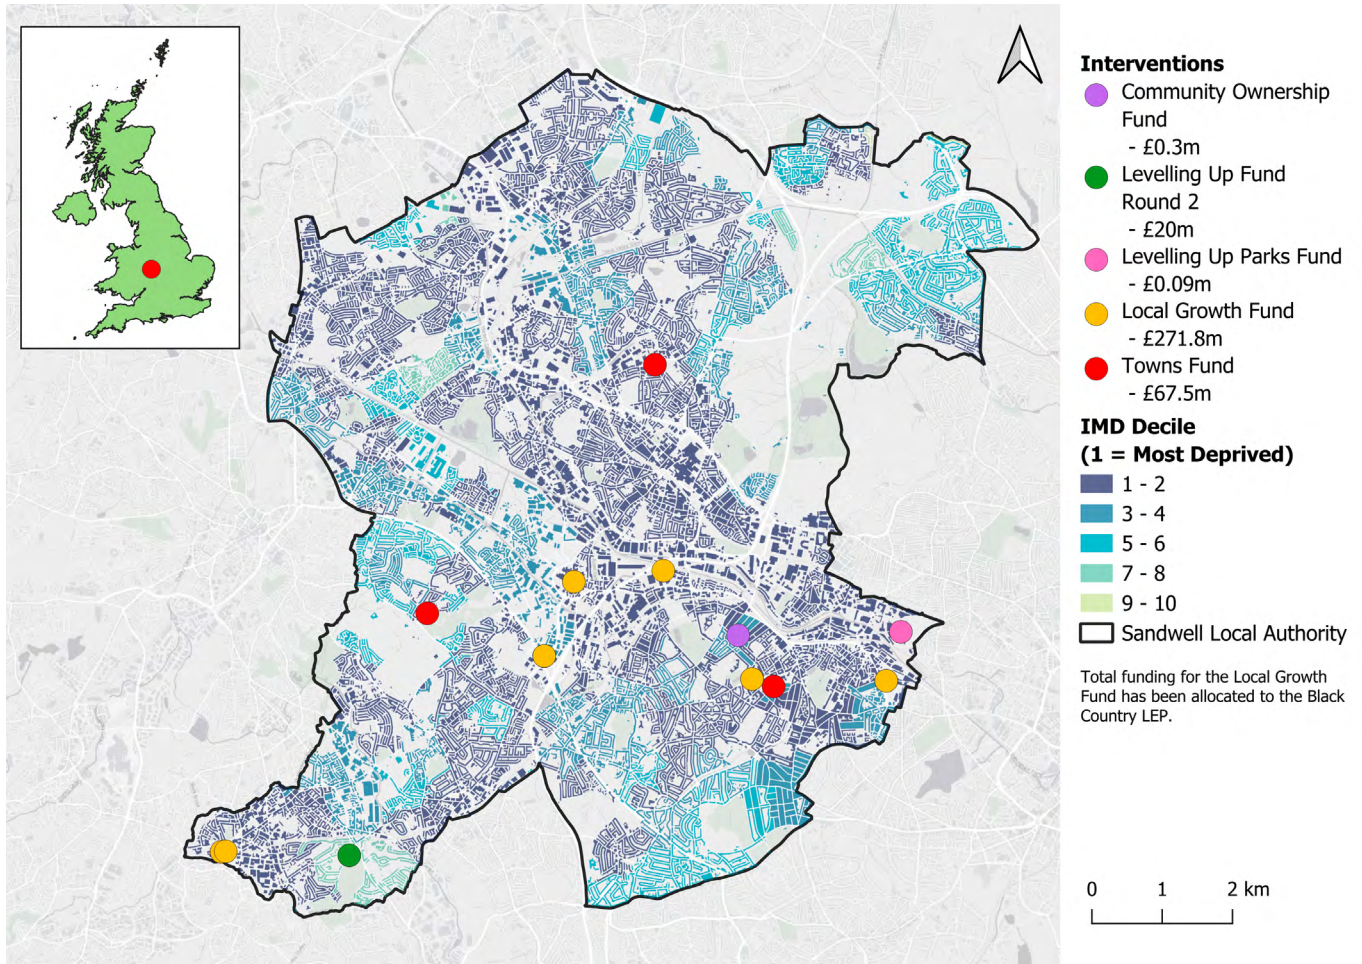 Interventions
Community Ownership
Fund
- £0.3m
Levelling Up Fund
Round 2
- £20m
Levelling Up Parks Fund
- £0.09m
Local Growth Fund
- £271.8m
Towns Fund
- £67.5m
IMD Decile
(1 = Most Deprived)
1 - 2
3 - 4
5 - 6
7 - 8
9 - 10
Sandwell Local Authority
Total funding for the Local Growth
Fund has been allocated to the Black
Country LEP.
0 1 2 km